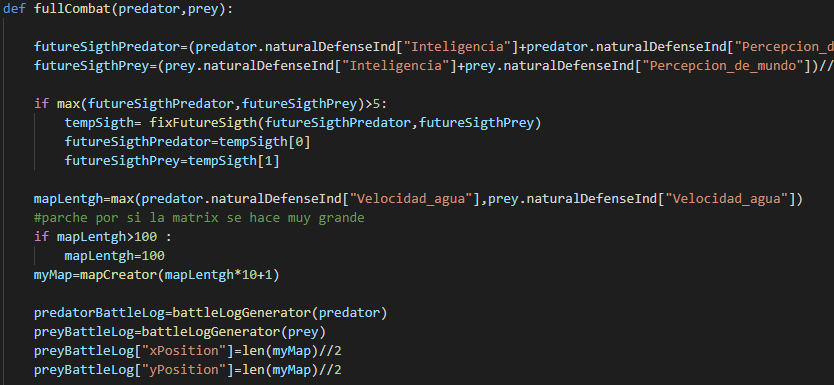 def fullCombat(predator,prey):
futureSigthPredator=(predator.naturalDefenseInd["Inteligencia"]+predator.naturalDefenseInd["Percepcion_d
futureSigthPrey=(prey.naturalDefenseInd["Inteligencia"]+prey.naturalDefenseInd["Percepcion_de_mundo"])//
if max(futureSigthPredator,futureSigthPrey)>5:
tempSigth= fixFutureSigth(futureSigthPredator,futureSigthPrey)
futureSigthPredator=tempSigth[0]
futureSigthPrey=tempSigth[1]
mapLentgh=max(predator.naturalDefenseInd["Velocidad_agua"],prey.naturalDefenseInd["Velocidad_agua"])
#parche por si la matrix se hace muy grande
if mapLentgh>100 :
mapLentgh=100
myMap=mapCreator(mapLentgh*10+1)
predatorBattleLog=battleLogGenerator(predator)
preyBattleLog=battleLogGenerator(prey)
preyBattleLog["xPosition"]=len(myMap)//2
preyBattleLog["yPosition"]=len(myMap)//2